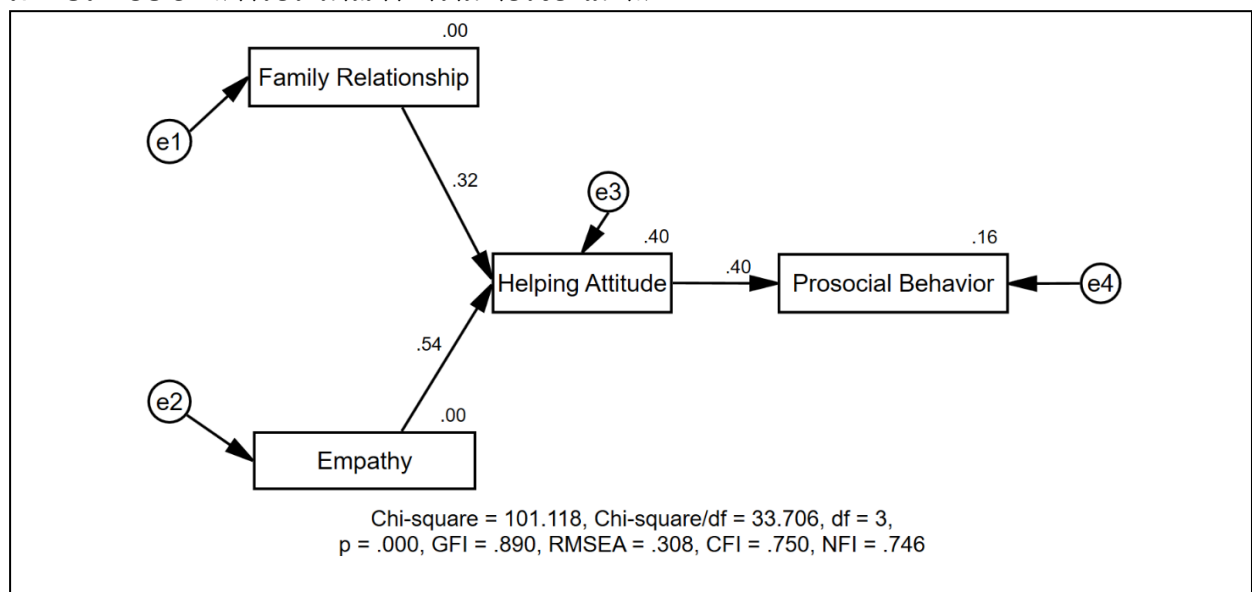 .00
Family Relationship
e1
.32
e3
.40
.16
Helping Attitude
.40
Prosocial Behavior
e4
.54
e2
.00
Empathy
Chi-square = 101.118, Chi-square/df = 33.706, df = 3,
p = .000, GFI = .890, RMSEA = .308, CFI = .750, NFI = .746